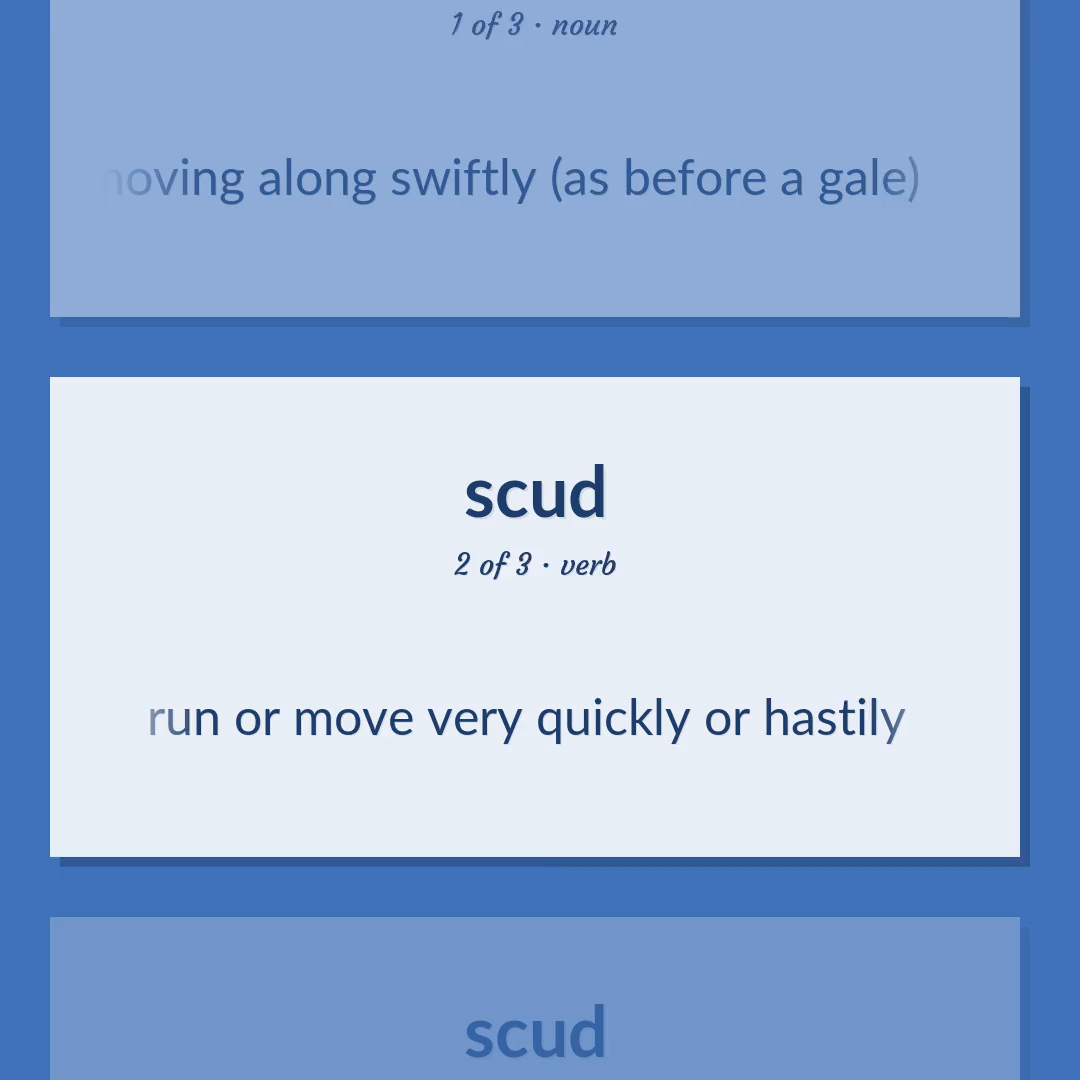 1 of 3 · noun
along swiftly (as before a gale)
scud
2 of 3 · verb
run or move very quickly or hastily
scud